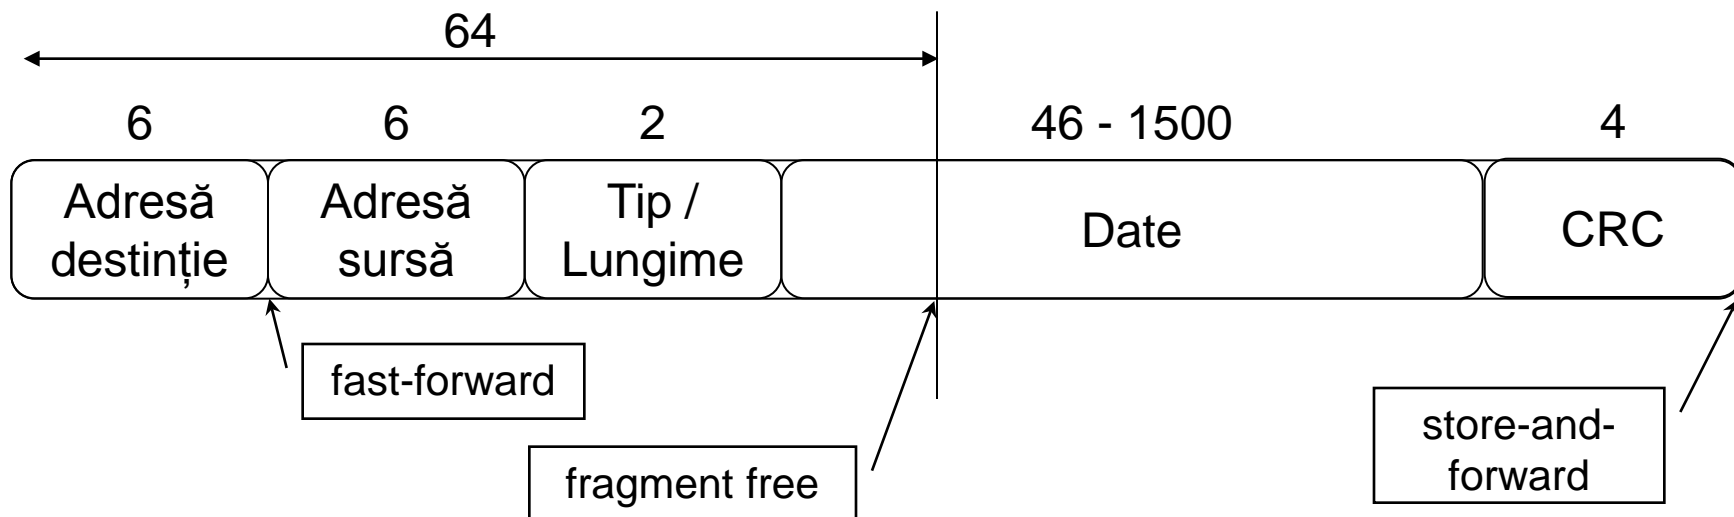 64
6
6
2
46 - 1500
4
Adresă
destinție
Adresă
sursă
Tip /
Lungime
Date
CRC
fast-forward
fragment free
store-and-
forward